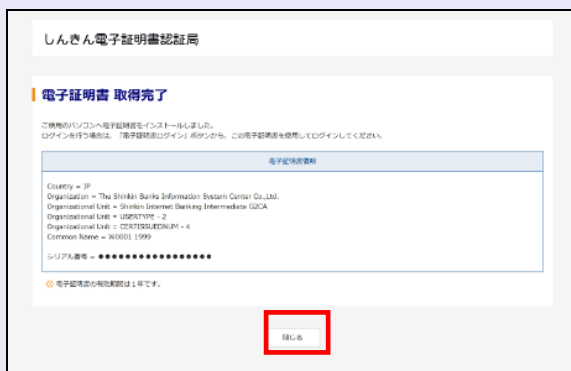 しんきん電子証明書認証局
電子証明書 取得完了
ご使用のパソコンへ電子証明書をインストールしました。
ログインを行う場合は、「電子証明書ログイン」ボタンから、この電子証明書を使用してログインしてください。
電子証明書情報
Country = JP
Organization = The Shinkin Banks Information System Center Co.,Ltd.
Organizational Unit = Shinkin Internet Banking Intermediate G2CA
Organizational Unit = USERTYPE - 2
Organizational Unit = CERTISSUEDNUM - 4
Common Name = W0001 1999
シリアル番号 = ●●●●●●●●●●●●●●●●●
電子証明書の有効期限は1年です。
閉じる